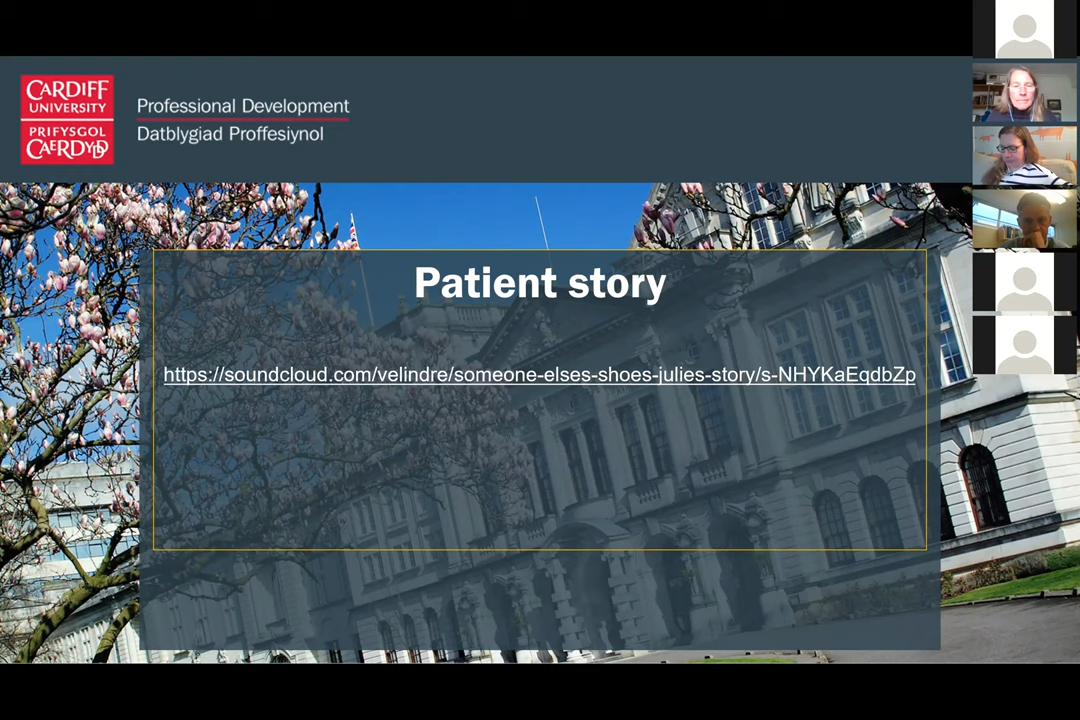 CARDIFF
UNIVERSITY
PRIFYSGOL
CAERDYDD
Professional Development
Datblygiad Proffesiynol
Patient story
https://soundcloud.com/velindre/someone-elses-shoes-julies-story/s-NHYKaEqdbZp